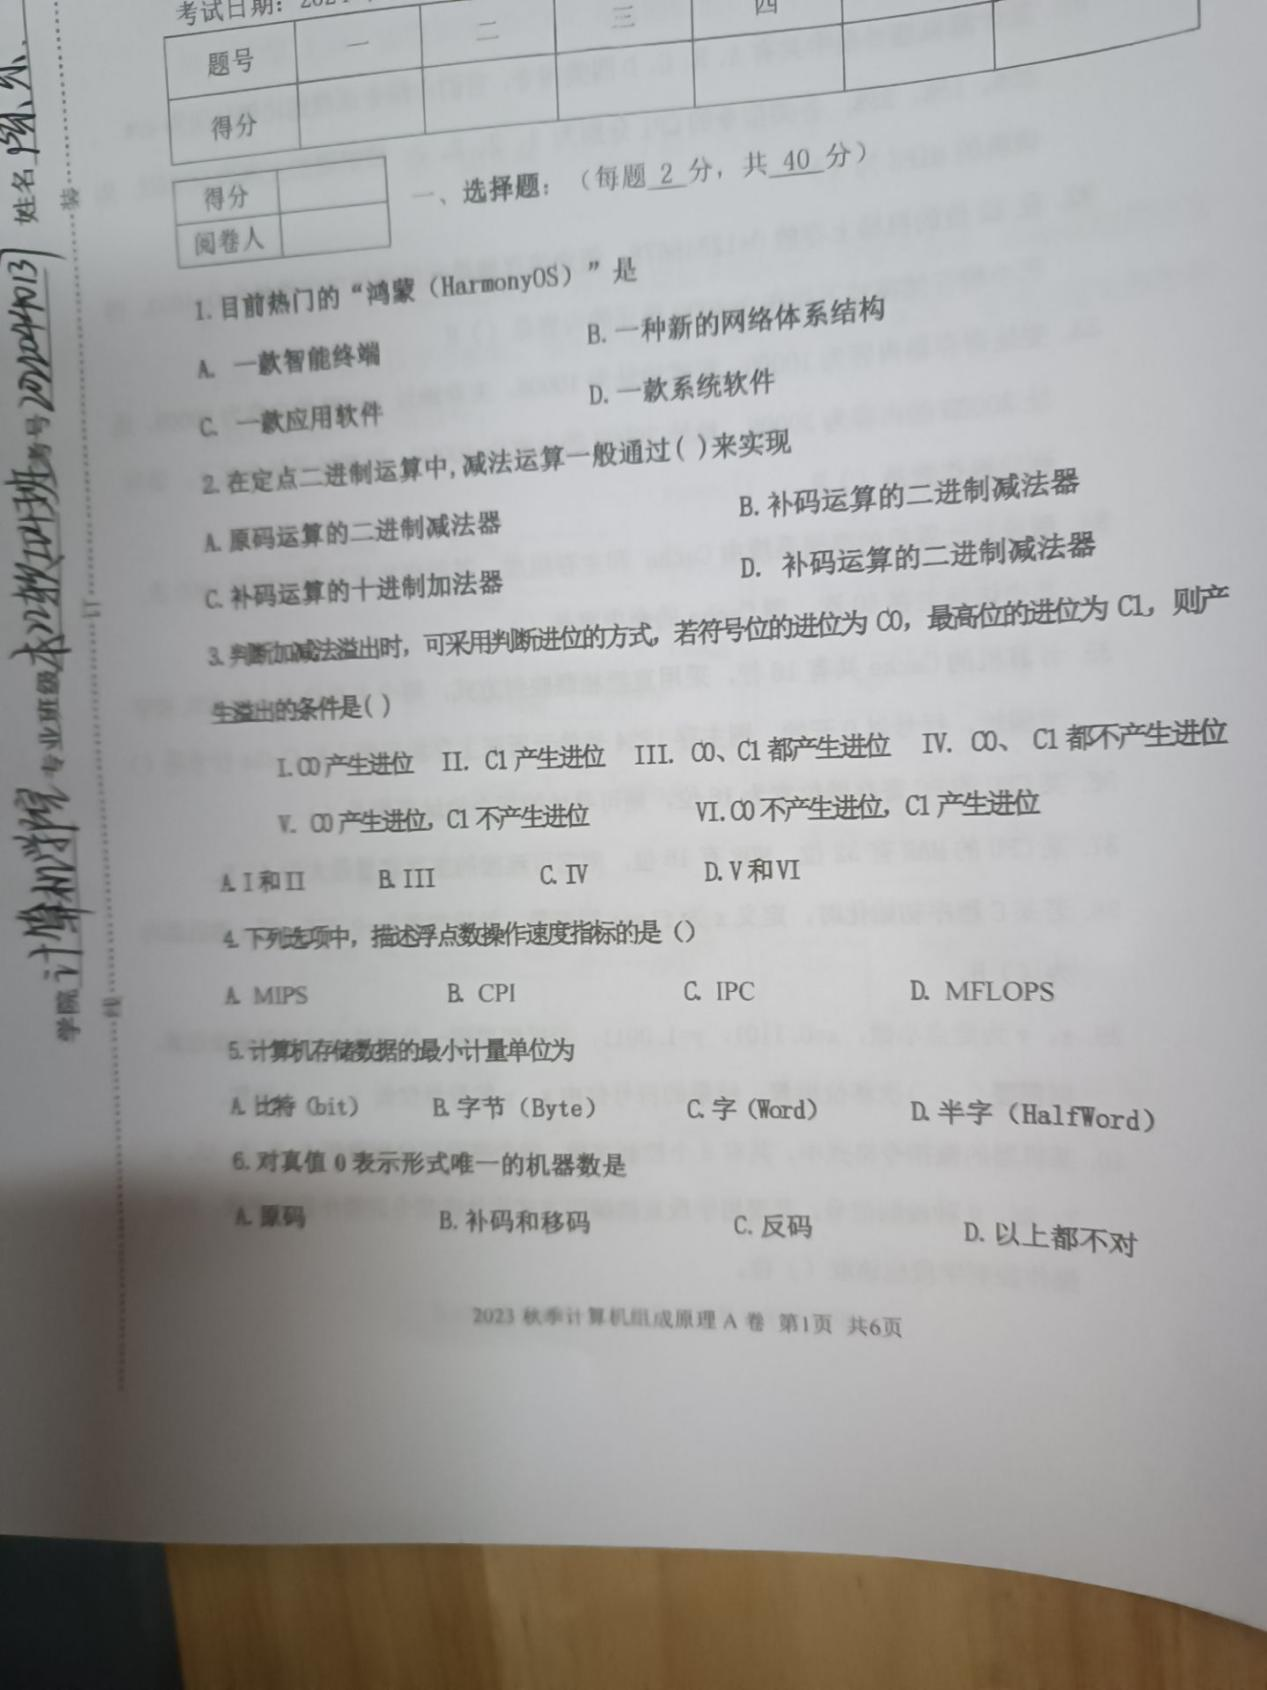 考试日期：
题号 一 二 三 四
得分
得分
阅卷人
一、选择题：（每题 2 分，共 40 分）
1.目前热门的“鸿蒙（HarmonyOS）”是
A. 一款智能终端 B.一种新的网络体系结构
C. 一款应用软件 D.一款系统软件
2.在定点二进制运算中,减法运算一般通过( )来实现
A.原码运算的二进制减法器 B.补码运算的二进制减法器
C.补码运算的十进制加法器 D. 补码运算的二进制减法器
3.判断加减法溢出时，可采用判断进位的方式，若符号位的进位为 C0，最高位的进位为 C1，则产
生溢出的条件是( )
I.C0 产生进位 II. C1 产生进位 III. C0、C1 都产生进位 IV. C0、 C1 都不产生进位
V. C0 产生进位，C1 不产生进位 VI.C0 不产生进位，C1 产生进位
A.I 和 II B.III C.IV D.V 和 VI
4.下列选项中，描述浮点数操作速度指标的是（）
A. MIPS B. CPI C. IPC D. MFLOPS
5.计算机存储数据的最小计量单位为
A.比特（bit） B.字节（Byte） C.字（Word） D.半字（HalfWord）
6.对真值 0 表示形式唯一的机器数是
A.原码 B.补码和移码 C.反码 D.以上都不对
2023 秋季计算机组成原理 A 卷 第1页 共6页
学院 计算机学院 专业班级 考号 姓名
装
订
线